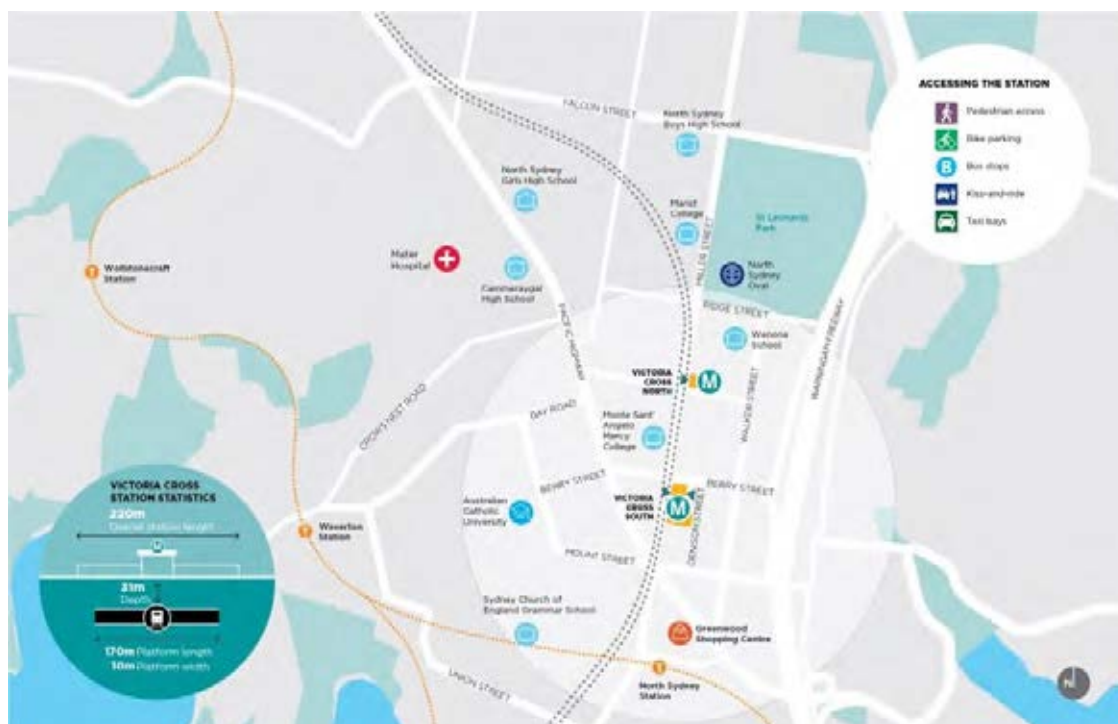 FALCON STREET
North Sydney
Boys High School
ACCESSING THE STATION
Pedestrian access
Bike parking
B
Bus stops
Kiss-and-ride
Taxi bays
North Sydney
Girls High School
Marist
College
St Leonards
Park
MILLER STREET
Mater
Hospital
Cammeraygal
High School
North
Sydney
Oval
T
Wollstonecraft
Station
RIDGE STREET
Wenona
School
PACIFIC HIGHWAY
WARRINGAH FREEWAY
VICTORIA
CROSS
NORTH
M
WALKER STREET
CROWS NEST ROAD
BAY ROAD
Monte Sant'
Angelo
Mercy
College
BERRY STREET
BERRY STREET
VICTORIA
CROSS
SOUTH
M
DENISON STREET
Australian
Catholic
University
MOUNT STREET
T
Waverton
Station
VICTORIA CROSS
STATION STATISTICS
220m
Overall station length
M
31m
Depth
170m Platform length
10m Platform width
Sydney Church of
England Grammar School
Greenwood
Shopping Centre
T
North Sydney
Station
UNION STREET
N